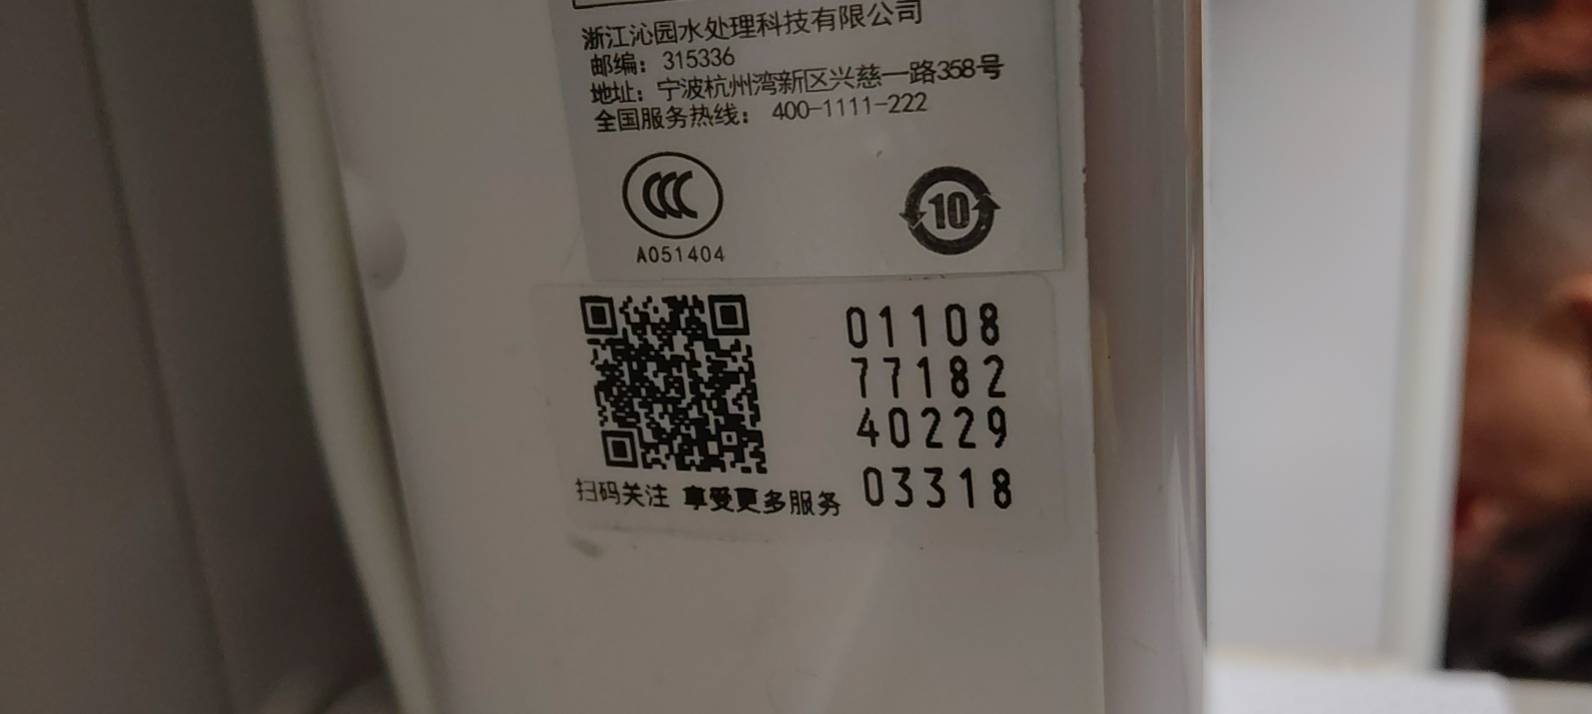 浙江沁园水处理科技有限公司
邮编：315336
地址：宁波杭州湾新区兴慈一路358号
全国服务热线：400-1111-222
CCC
10
A051404
01108
77182
40229
03318
扫码关注 享受更多服务